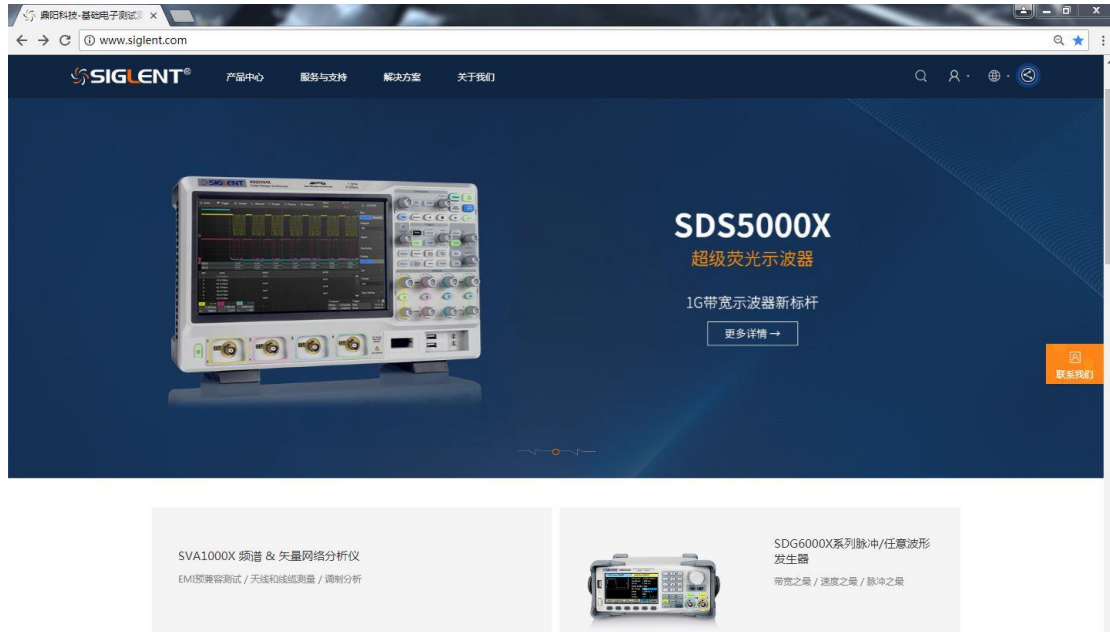 鼎阳科技-基础电子测试
www.siglent.com
SIGLENT®
产品中心
服务与支持
解决方案
关于我们
SIGLENT
SDS5000X
超级荧光示波器
1G带宽示波器新标杆
更多详情→
联系我们
SVA1000X 频谱 & 矢量网络分析仪
EMI预兼容测试 / 天线和线缆测量 / 调制分析
SDG6000X系列脉冲/任意波形
发生器
带宽之最 / 速度之最 / 脉冲之最